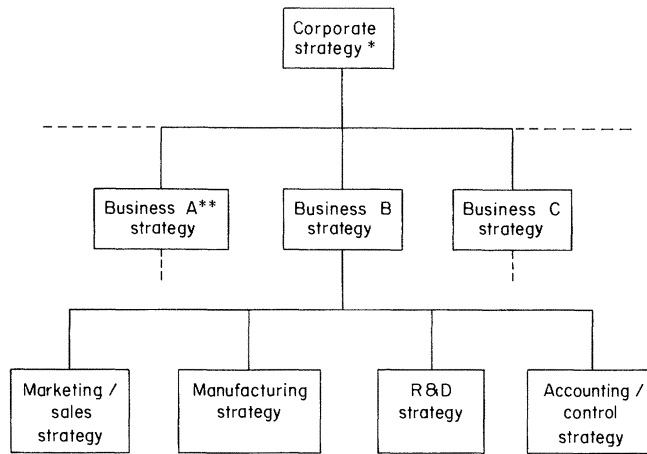 Corporate
strategy *
Business A**
strategy
Business B
strategy
Business C
strategy
Marketing /
sales
strategy
Manufacturing
strategy
R&D
strategy
Accounting /
control
strategy